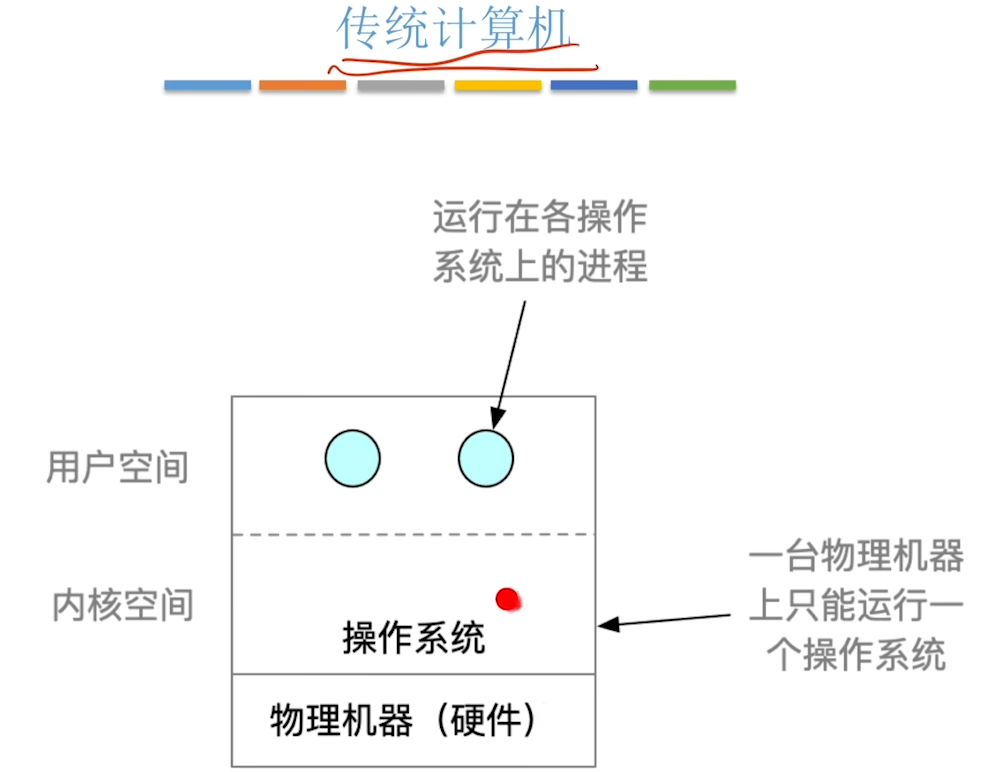 传统计算机
运行在各操作
系统上的进程
用户空间
内核空间
一台物理机器
上只能运行一
个操作系统
操作系统
物理机器（硬件）